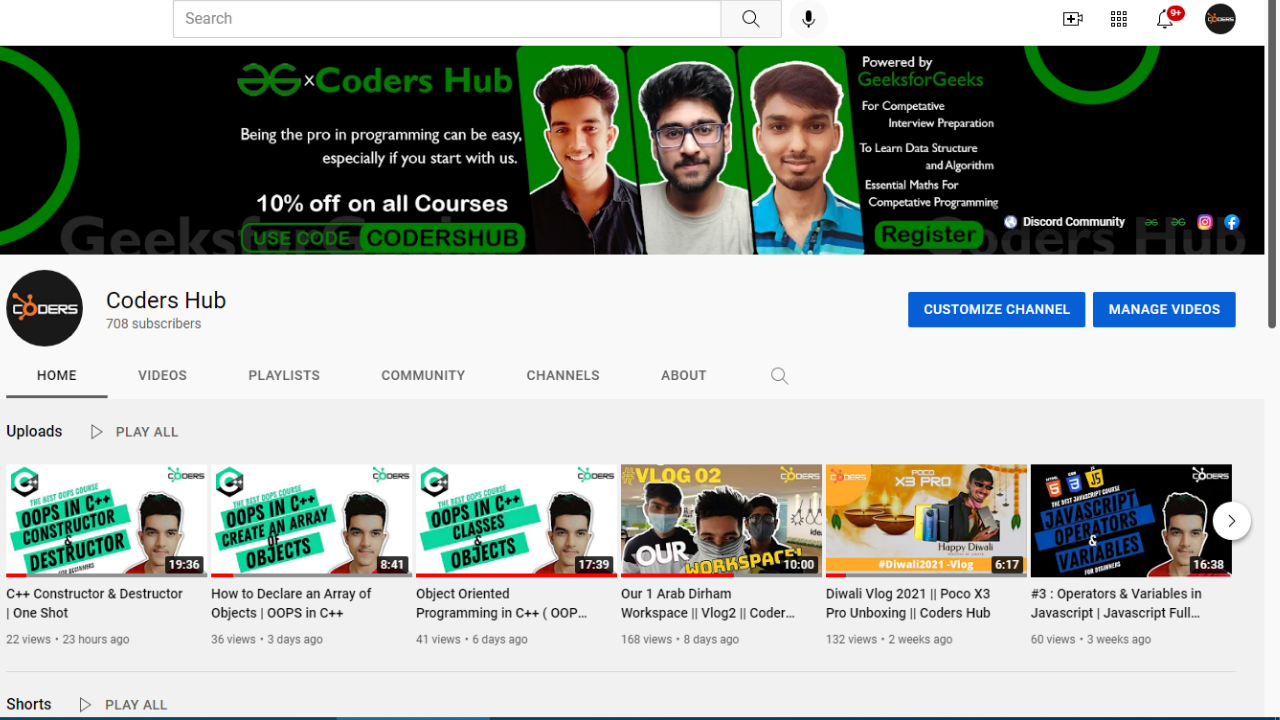 Search
9+
CODERS
GG x Coders Hub
Being the pro in programming can be easy,
especially if you start with us.
10% off on all Courses
USE CODE CODERSHUB
Powered by
GeeksforGeeks
For Competative
Interview Preparation
To Learn Data Structure
and Algorithm
Essential Maths For
Competative Programming
Register
Discord Community
GeeksforGeeks
Coders Hub
CODERS
Coders Hub
708 subscribers
CUSTOMIZE CHANNEL
MANAGE VIDEOS
HOME VIDEOS PLAYLISTS COMMUNITY CHANNELS ABOUT
Uploads PLAY ALL
C++
CODERS
THE BEST OOPS COURSE
OOPS IN C++
CONSTRUCTOR
&
DESTRUCTOR
FOR BEGINNERS
19:36
C++ Constructor & Destructor
| One Shot
22 views • 23 hours ago
C++
CODERS
THE BEST OOPS COURSE
OOPS IN C++
CREATE AN ARRAY
OF
OBJECTS
8:41
How to Declare an Array of
Objects | OOPS in C++
36 views • 3 days ago
C++
CODERS
THE BEST OOPS COURSE
OOPS IN C++
CLASSES
&
OBJECTS
17:39
Object Oriented
Programming in C++ ( OOP...
41 views • 6 days ago
#VLOG 02
CODERS
OUR
WORKSPACE!
10:00
Our 1 Arab Dirham
Workspace || Vlog2 || Coder...
168 views • 8 days ago
CODERS
POCO
X3 PRO
Happy Diwali
#Diwali2021 -Vlog
6:17
Diwali Vlog 2021 || Poco X3
Pro Unboxing || Coders Hub
132 views • 2 weeks ago
HTML CSS JS
CODERS
THE BEST JAVASCRIPT COURSE
JAVASCRIPT
OPERATORS
&
VARIABLES
FOR BEGINNERS
16:38
#3 : Operators & Variables in
Javascript | Javascript Full...
60 views • 3 weeks ago
Shorts PLAY ALL